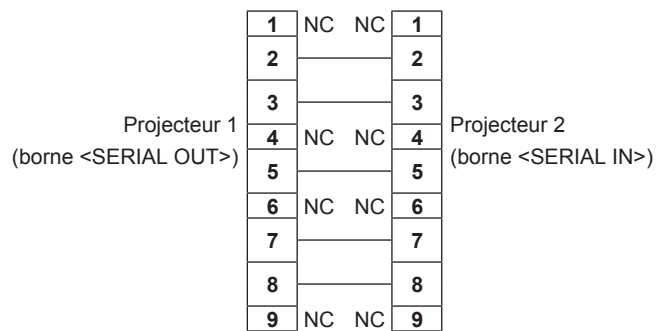 1 NC NC 1
2 2
3 3
Projecteur 1
(borne <SERIAL OUT>)
4 NC NC 4
Projecteur 2
(borne <SERIAL IN>)
5 5
6 NC NC 6
7 7
8 8
9 NC NC 9